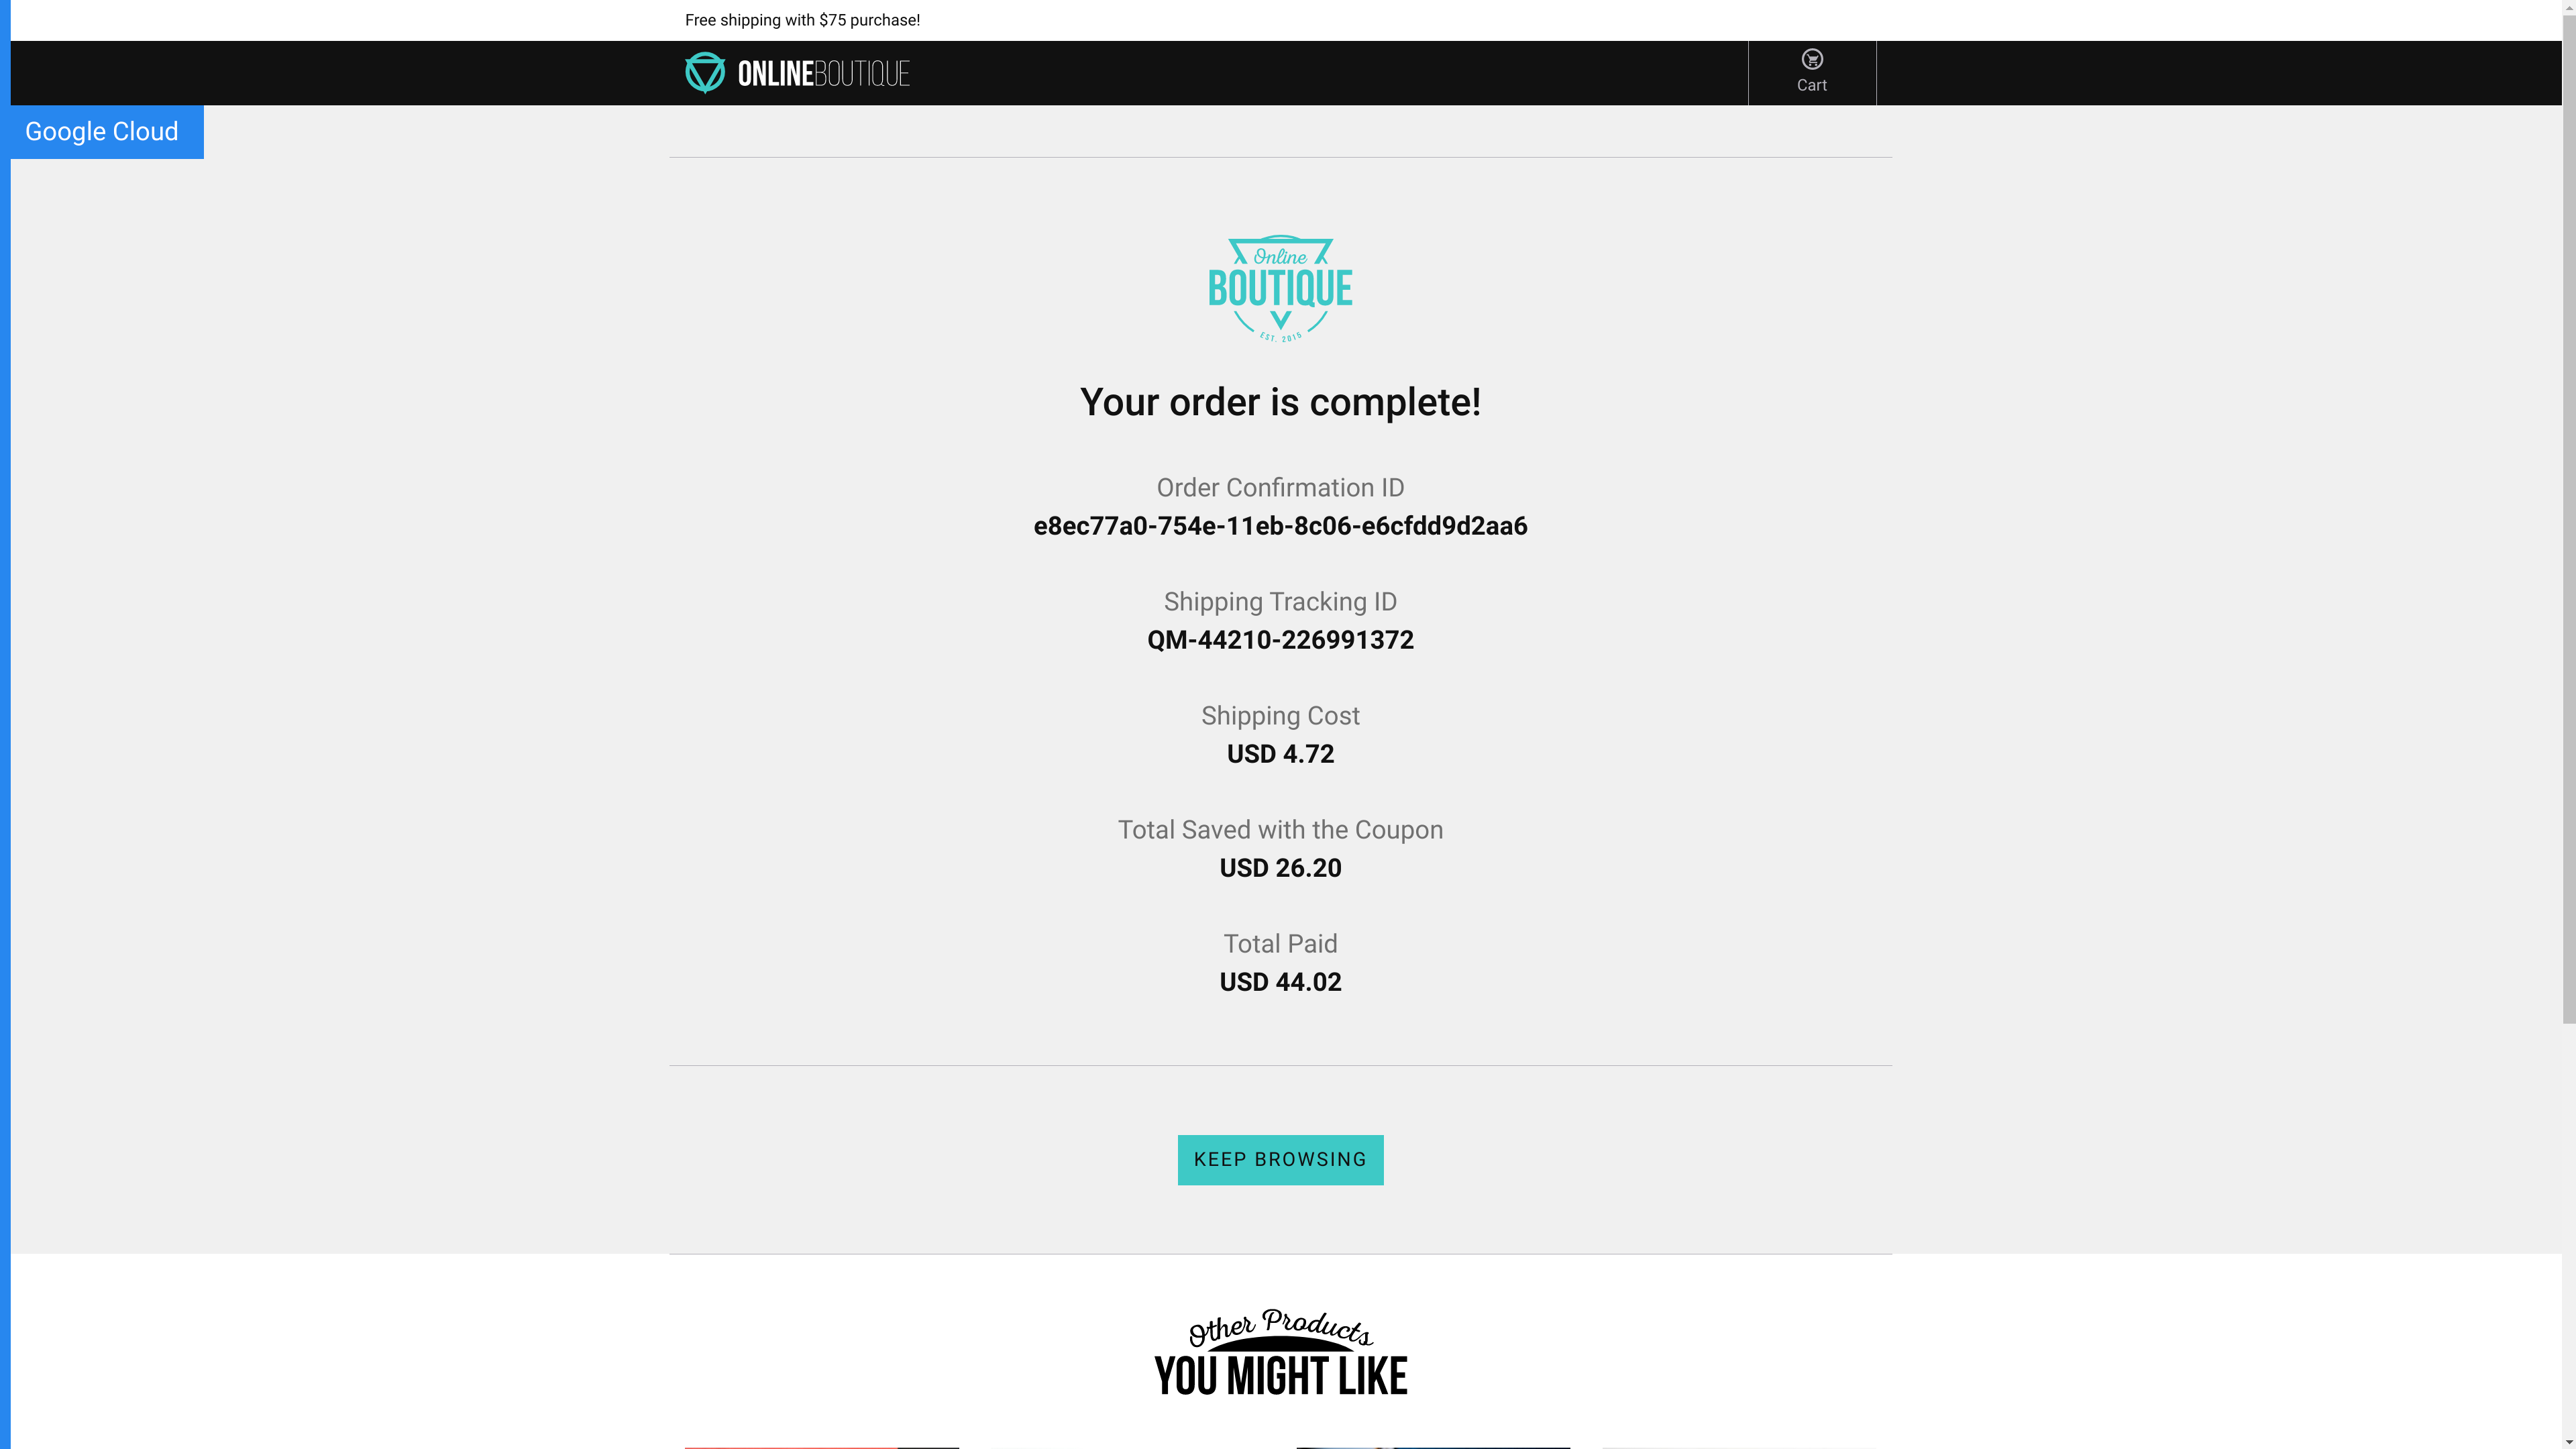 Free shipping with $75 purchase!
ONLINEBOUTIQUE
Cart
Google Cloud
Online
BOUTIQUE
EST. 2015
Your order is complete!
Order Confirmation ID
e8ec77a0-754e-11eb-8c06-e6cfdd9d2aa6
Shipping Tracking ID
QM-44210-226991372
Shipping Cost
USD 4.72
Total Saved with the Coupon
USD 26.20
Total Paid
USD 44.02
KEEP BROWSING
Other Products
YOU MIGHT LIKE